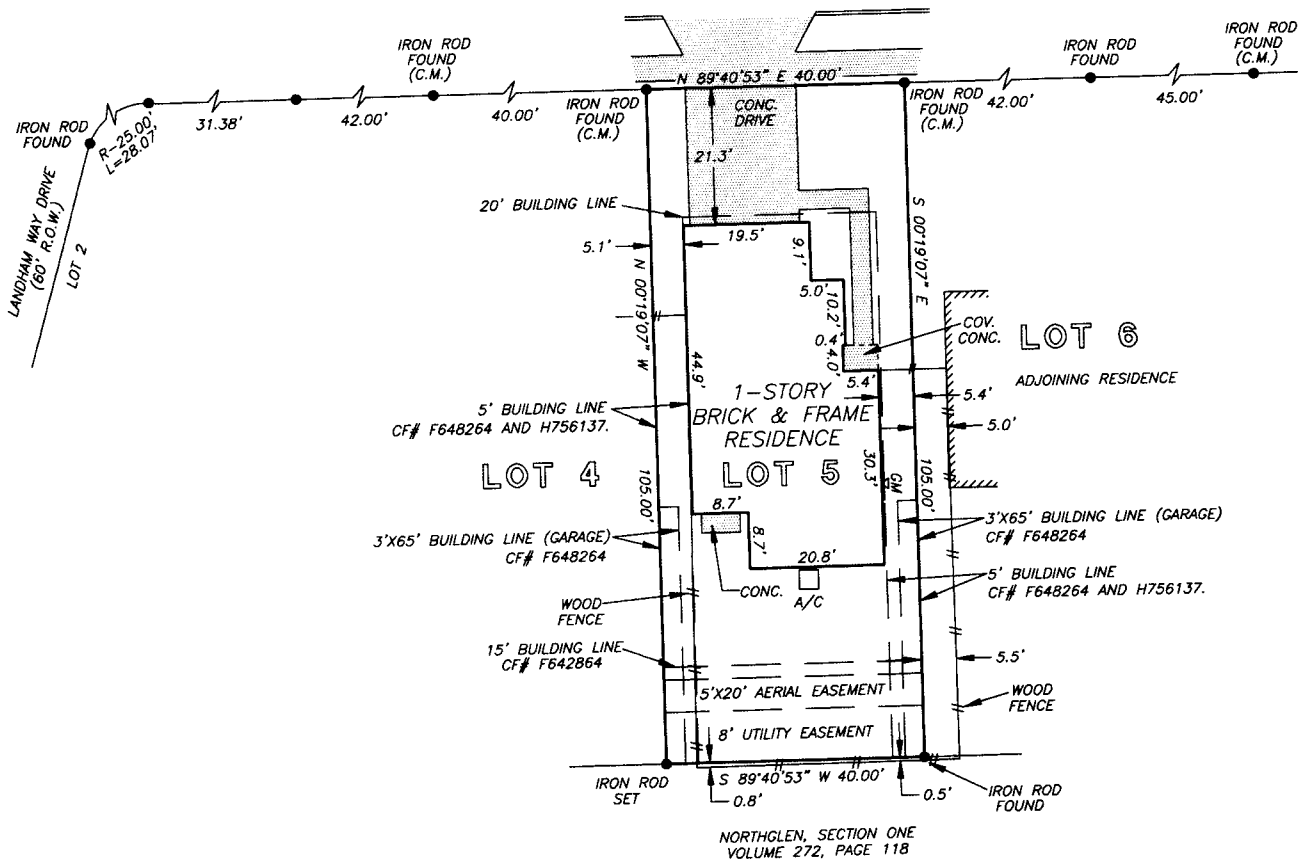 IRON ROD
FOUND
(C.M.)
IRON ROD
FOUND
IRON ROD
FOUND
(C.M.)
N 89°40'53" E 40.00'
IRON ROD
FOUND
R-25.00'
L=28.07'
31.38'
42.00'
40.00'
IRON ROD
FOUND
(C.M.)
CONC.
DRIVE
IRON ROD
FOUND
(C.M.)
42.00'
45.00'
LANDHAM WAY DRIVE
(60' R.O.W.)
LOT 2
21.3'
20' BUILDING LINE
5.1'
19.5'
9.1'
5.0'
10.2'
0.4'
4.0'
5.4'
N 00°19'07" W
S 00°19'07" E
COV.
CONC.
LOT 6
ADJOINING RESIDENCE
44.9'
1-STORY
BRICK & FRAME
RESIDENCE
5.4'
5.0'
5' BUILDING LINE
CF# F648264 AND H756137.
LOT 4
LOT 5
30.3'
GM
105.00'
105.00'
8.7'
8.7'
20.8'
3'X65' BUILDING LINE (GARAGE)
CF# F648264
3'X65' BUILDING LINE (GARAGE)
CF# F648264
5' BUILDING LINE
CF# F648264 AND H756137.
CONC.
A/C
WOOD
FENCE
15' BUILDING LINE
CF# F642864
5.5'
WOOD
FENCE
5'X20' AERIAL EASEMENT
8' UTILITY EASEMENT
IRON ROD
SET
S 89°40'53" W 40.00'
0.8'
0.5'
IRON ROD
FOUND
NORTHGLEN, SECTION ONE
VOLUME 272, PAGE 118